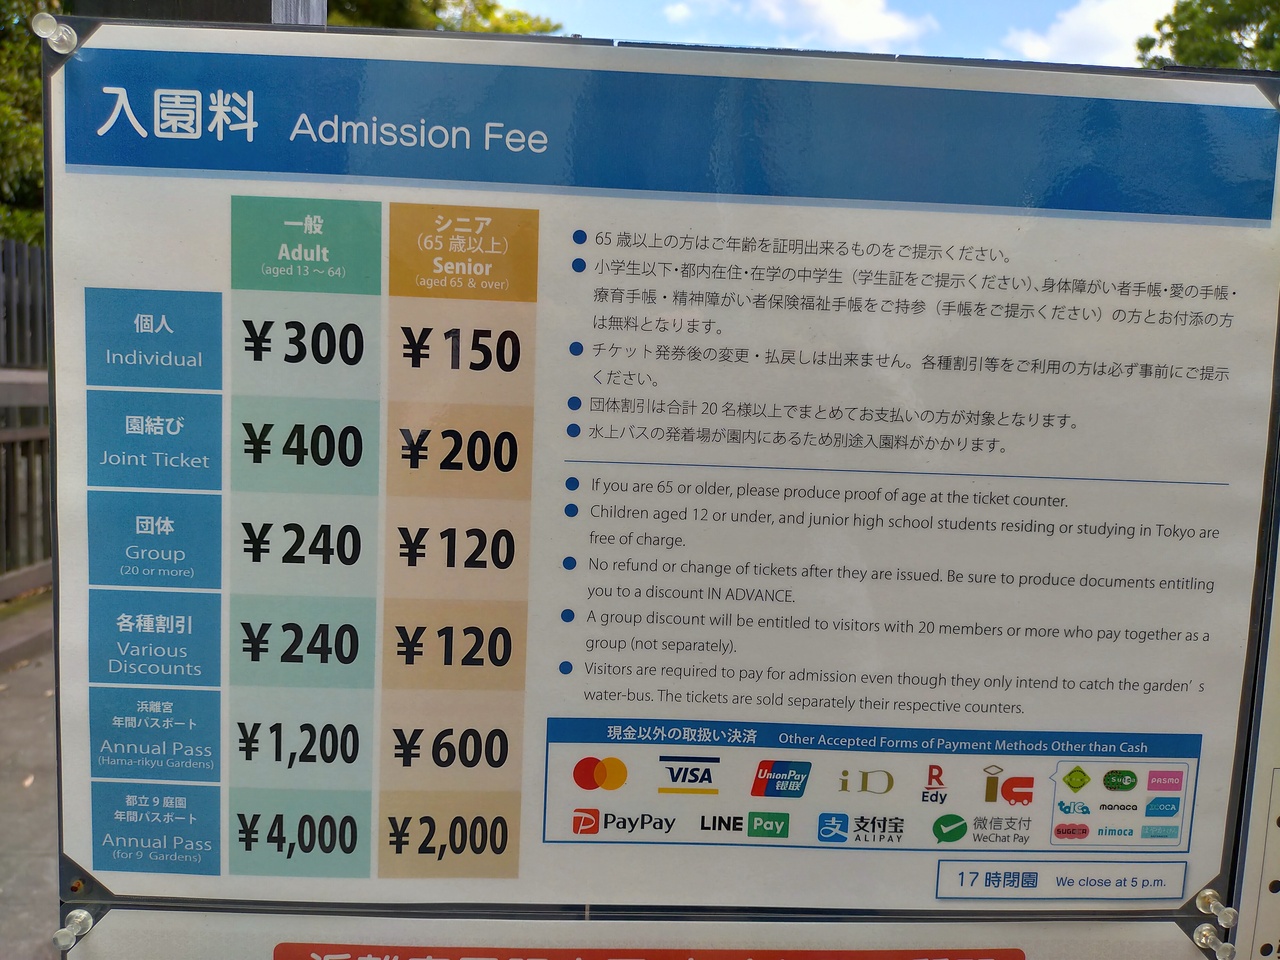 入園料 Admission Fee
一般
Adult
(aged 13 ~ 64)
シニア
(65 歳以上)
Senior
(aged 65 & over)
個人
Individual
¥300
¥150
園結び
Joint Ticket
¥400
¥200
団体
Group
(20 or more)
¥240
¥120
各種割引
Various
Discounts
¥240
¥120
浜離宮
年間パスポート
Annual Pass
(Hama-rikyu Gardens)
¥1,200
¥600
都立9庭園
年間パスポート
Annual Pass
(for 9 Gardens)
¥4,000
¥2,000
● 65 歳以上の方はご年齢を証明出来るものをご提示ください。
● 小学生以下・都内在住・在学の中学生（学生証をご提示ください）、身体障がい者手帳・愛の手帳・
療育手帳・精神障がい者保険福祉手帳をご持参（手帳をご提示ください）の方とお付添の方
は無料となります。
● チケット発券後の変更・払戻しは出来ません。各種割引等をご利用の方は必ず事前にご提示
ください。
● 団体割引は合計 20 名様以上でまとめてお支払いの方が対象となります。
● 水上バスの発着場が園内にあるため別途入園料がかかります。
● If you are 65 or older, please produce proof of age at the ticket counter.
● Children aged 12 or under, and junior high school students residing or studying in Tokyo are
free of charge.
● No refund or change of tickets after they are issued. Be sure to produce documents entitling
you to a discount IN ADVANCE.
● A group discount will be entitled to visitors with 20 members or more who pay together as a
group (not separately).
● Visitors are required to pay for admission even though they only intend to catch the garden's
water-bus. The tickets are sold separately their respective counters.
現金以外の取扱い決済 Other Accepted Forms of Payment Methods Other than Cash
VISA
UnionPay
银联
iD
R
Edy
ic
Suica
PASMO
toica
manaca
ICOCA
SUGOCA
nimoca
PayPay
LINE Pay
支 支付宝
ALIPAY
微信支付
WeChat Pay
17 時閉園 We close at 5 p.m.